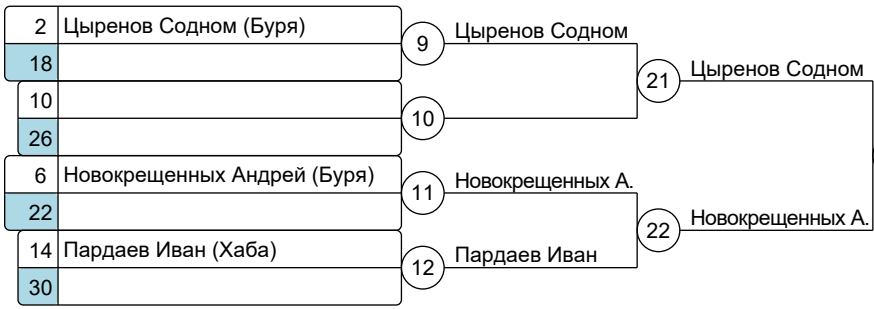 2 Цыренов Содном (Буря)
18
9 Цыренов Содном
10
26
10
21 Цыренов Содном
6 Новокрещенных Андрей (Буря)
22
11 Новокрещенных А.
14 Пардаев Иван (Хаба)
30
12 Пардаев Иван
22 Новокрещенных А.